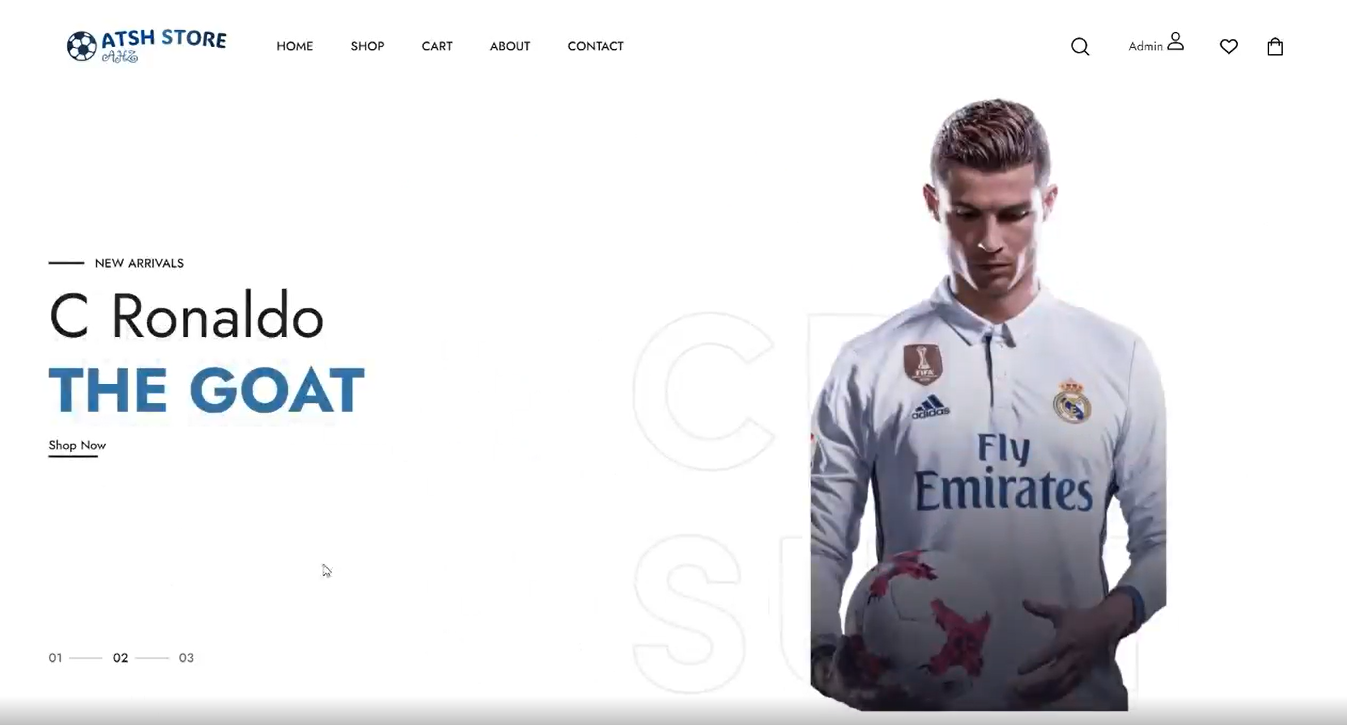 ATSH STORE
AHZ
HOME
SHOP
CART
ABOUT
CONTACT
Admin
NEW ARRIVALS
C Ronaldo
THE GOAT
Shop Now
01
02
03
FIFA
adidas
Fly
Emirates